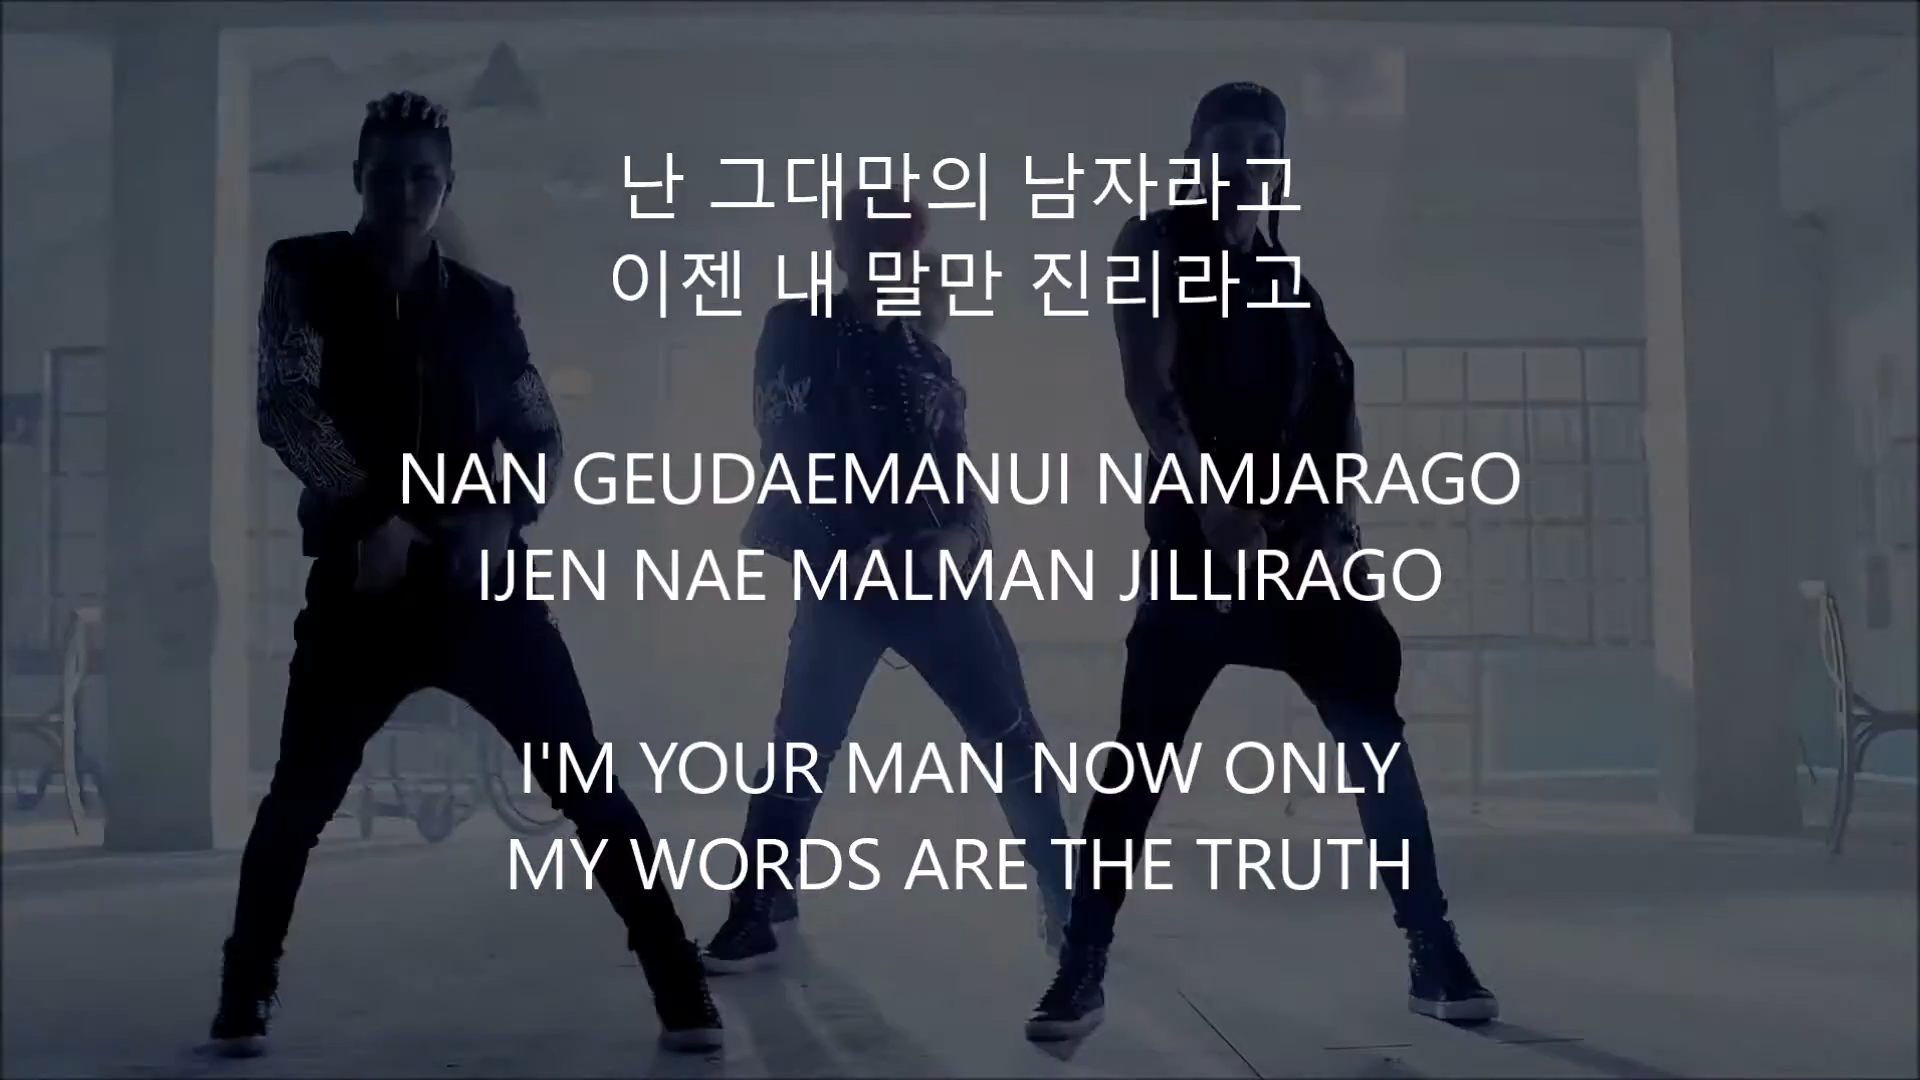 난 그대만의 남자라고
이젠 내 말만 진리라고
NAN GEUDAEMANUI NAMJARAGO
IJEN NAE MALMAN JILLIRAGO
I'M YOUR MAN NOW ONLY
MY WORDS ARE THE TRUTH